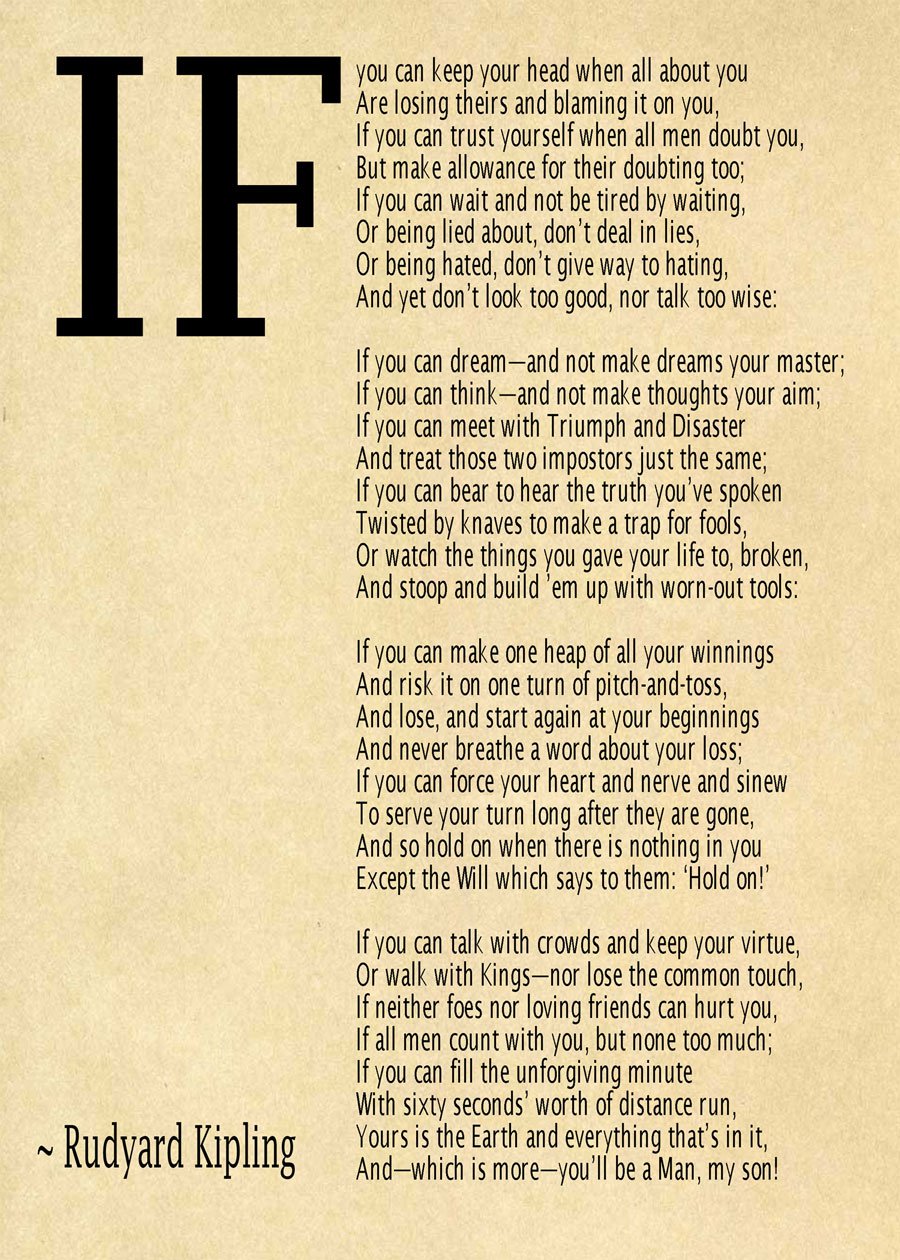 IF
you can keep your head when all about you
Are losing theirs and blaming it on you,
If you can trust yourself when all men doubt you,
But make allowance for their doubting too;
If you can wait and not be tired by waiting,
Or being lied about, don’t deal in lies,
Or being hated, don’t give way to hating,
And yet don’t look too good, nor talk too wise:

If you can dream—and not make dreams your master;
If you can think—and not make thoughts your aim;
If you can meet with Triumph and Disaster
And treat those two impostors just the same;
If you can bear to hear the truth you’ve spoken
Twisted by knaves to make a trap for fools,
Or watch the things you gave your life to, broken,
And stoop and build ’em up with worn-out tools:

If you can make one heap of all your winnings
And risk it on one turn of pitch-and-toss,
And lose, and start again at your beginnings
And never breathe a word about your loss;
If you can force your heart and nerve and sinew
To serve your turn long after they are gone,
And so hold on when there is nothing in you
Except the Will which says to them: ‘Hold on!’

If you can talk with crowds and keep your virtue,
Or walk with Kings—nor lose the common touch,
If neither foes nor loving friends can hurt you,
If all men count with you, but none too much;
If you can fill the unforgiving minute
With sixty seconds’ worth of distance run,
Yours is the Earth and everything that’s in it,
And—which is more—you’ll be a Man, my son!
~ Rudyard Kipling